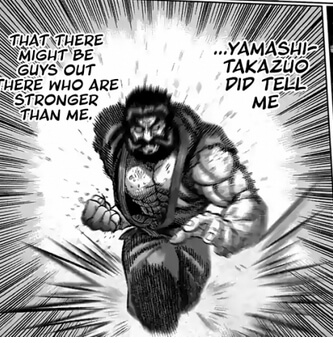 ...YAMASHI-
TAKAZUO
DID TELL
ME
THAT THERE
MIGHT BE
GUYS OUT
THERE WHO ARE
STRONGER
THAN ME.